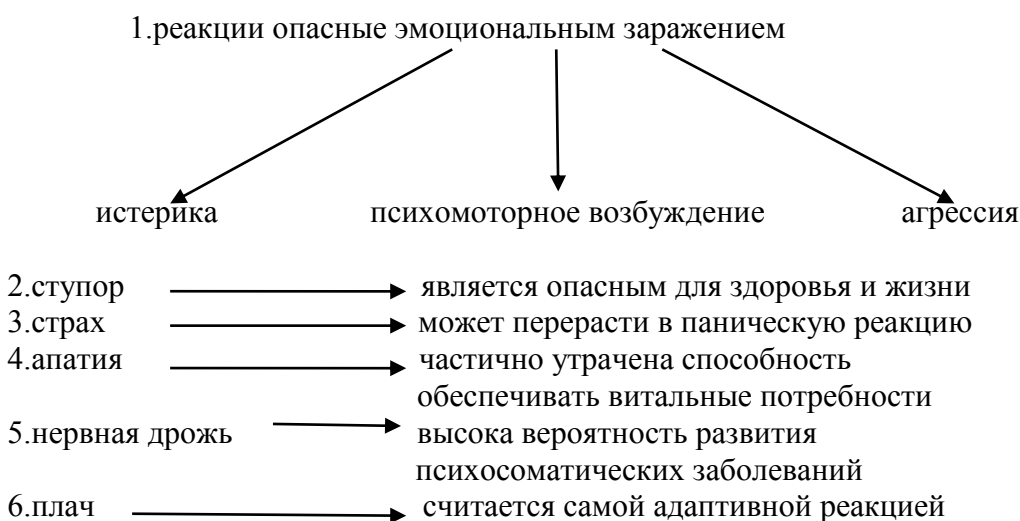 1.реакции опасные эмоциональным заражением
истерика психомоторное возбуждение агрессия
2.ступор является опасным для здоровья и жизни
3.страх может перерасти в паническую реакцию
4.апатия частично утрачена способность
обеспечивать витальные потребности
5.нервная дрожь высока вероятность развития
психосоматических заболеваний
6.плач считается самой адаптивной реакцией